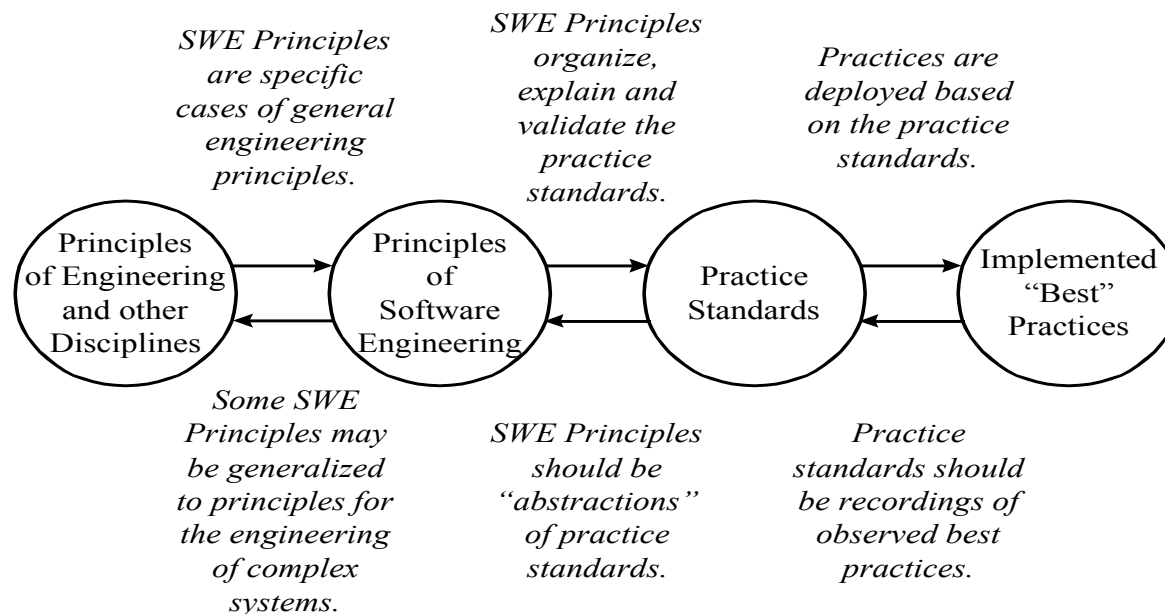 SWE Principles
are specific
cases of general
engineering
principles.
SWE Principles
organize,
explain and
validate the
practice
standards.
Practices are
deployed based
on the practice
standards.
Principles
of Engineering
and other
Disciplines
Principles
of
Software
Engineering
Practice
Standards
Implemented
“Best”
Practices
Some SWE
Principles may
be generalized
to principles for
the engineering
of complex
systems.
SWE Principles
should be
“abstractions”
of practice
standards.
Practice
standards should
be recordings of
observed best
practices.